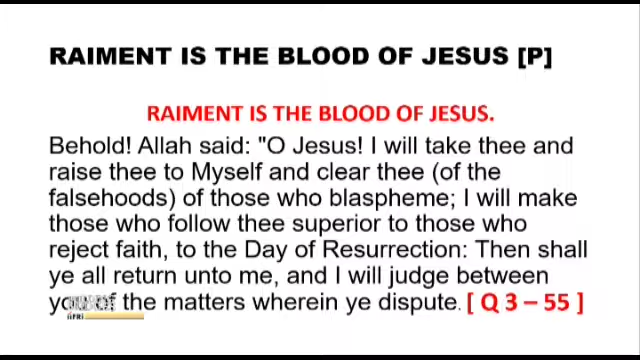 RAIMENT IS THE BLOOD OF JESUS [P]
RAIMENT IS THE BLOOD OF JESUS.
Behold! Allah said: "O Jesus! I will take thee and
raise thee to Myself and clear thee (of the
falsehoods) of those who blaspheme; I will make
those who follow thee superior to those who
reject faith, to the Day of Resurrection: Then shall
ye all return unto me, and I will judge between
you of the matters wherein ye dispute. [ Q 3 – 55 ]